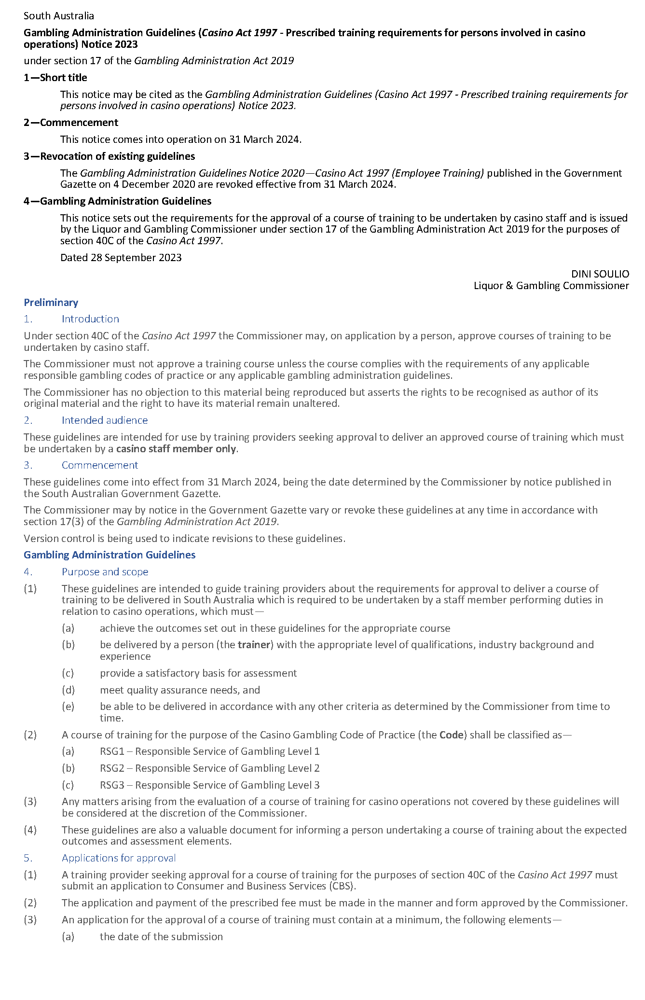 South Australia
Gambling Administration Guidelines (Casino Act 1997 - Prescribed training requirements for persons involved in casino
operations) Notice 2023
under section 17 of the Gambling Administration Act 2019
1—Short title
This notice may be cited as the Gambling Administration Guidelines (Casino Act 1997 - Prescribed training requirements for
persons involved in casino operations) Notice 2023.
2—Commencement
This notice comes into operation on 31 March 2024.
3—Revocation of existing guidelines
The Gambling Administration Guidelines Notice 2020—Casino Act 1997 (Employee Training) published in the Government
Gazette on 4 December 2020 are revoked effective from 31 March 2024.
4—Gambling Administration Guidelines
This notice sets out the requirements for the approval of a course of training to be undertaken by casino staff and is issued
by the Liquor and Gambling Commissioner under section 17 of the Gambling Administration Act 2019 for the purposes of
section 40C of the Casino Act 1997.
Dated 28 September 2023
DINI SOULIO
Liquor & Gambling Commissioner
Preliminary
1. Introduction
Under section 40C of the Casino Act 1997 the Commissioner may, on application by a person, approve courses of training to be
undertaken by casino staff.
The Commissioner must not approve a training course unless the course complies with the requirements of any applicable
responsible gambling codes of practice or any applicable gambling administration guidelines.
The Commissioner has no objection to this material being reproduced but asserts the rights to be recognised as author of its
original material and the right to have its material remain unaltered.
2. Intended audience
These guidelines are intended for use by training providers seeking approval to deliver an approved course of training which must
be undertaken by a casino staff member only.
3. Commencement
These guidelines come into effect from 31 March 2024, being the date determined by the Commissioner by notice published in
the South Australian Government Gazette.
The Commissioner may by notice in the Government Gazette vary or revoke these guidelines at any time in accordance with
section 17(3) of the Gambling Administration Act 2019.
Version control is being used to indicate revisions to these guidelines.
Gambling Administration Guidelines
4. Purpose and scope
(1) These guidelines are intended to guide training providers about the requirements for approval to deliver a course of
training to be delivered in South Australia which is required to be undertaken by a staff member performing duties in
relation to casino operations, which must—
(a) achieve the outcomes set out in these guidelines for the appropriate course
(b) be delivered by a person (the trainer) with the appropriate level of qualifications, industry background and
experience
(c) provide a satisfactory basis for assessment
(d) meet quality assurance needs, and
(e) be able to be delivered in accordance with any other criteria as determined by the Commissioner from time to
time.
(2) A course of training for the purpose of the Casino Gambling Code of Practice (the Code) shall be classified as—
(a) RSG1 – Responsible Service of Gambling Level 1
(b) RSG2 – Responsible Service of Gambling Level 2
(c) RSG3 – Responsible Service of Gambling Level 3
(3) Any matters arising from the evaluation of a course of training for casino operations not covered by these guidelines will
be considered at the discretion of the Commissioner.
(4) These guidelines are also a valuable document for informing a person undertaking a course of training about the expected
outcomes and assessment elements.
5. Applications for approval
(1) A training provider seeking approval for a course of training for the purposes of section 40C of the Casino Act 1997 must
submit an application to Consumer and Business Services (CBS).
(2) The application and payment of the prescribed fee must be made in the manner and form approved by the Commissioner.
(3) An application for the approval of a course of training must contain at a minimum, the following elements—
(a) the date of the submission